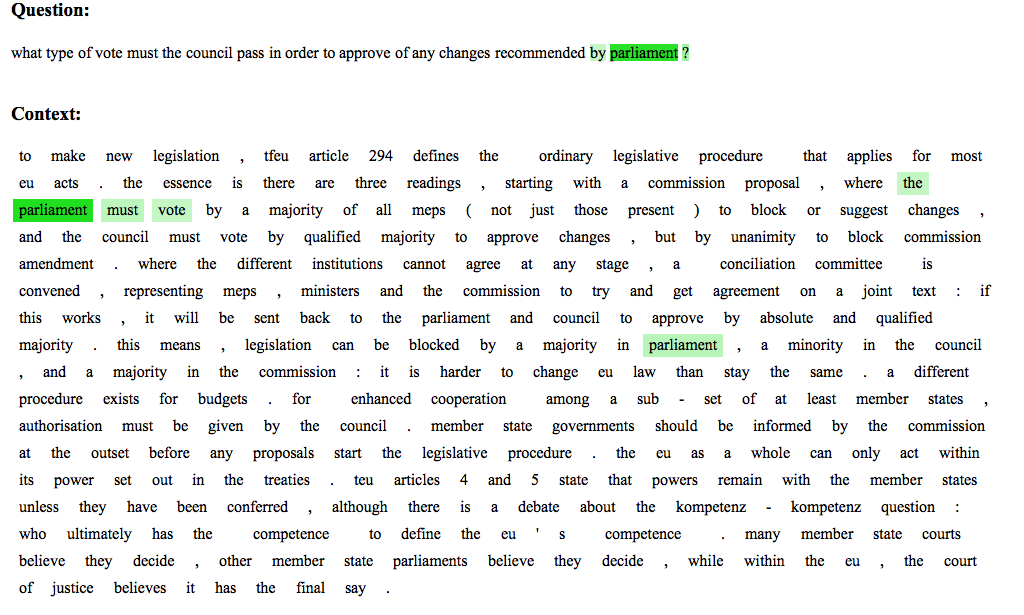 Question:
what type of vote must the council pass in order to approve of any changes recommended by parliament ?
Context:
to make new legislation , tfeu article 294 defines the ordinary legislative procedure that applies for most
eu acts . the essence is there are three readings , starting with a commission proposal , where the
parliament must vote by a majority of all meps ( not just those present ) to block or suggest changes ,
and the council must vote by qualified majority to approve changes , but by unanimity to block commission
amendment . where the different institutions cannot agree at any stage , a conciliation committee is
convened , representing meps , ministers and the commission to try and get agreement on a joint text : if
this works , it will be sent back to the parliament and council to approve by absolute and qualified
majority . this means , legislation can be blocked by a majority in parliament , a minority in the council
, and a majority in the commission : it is harder to change eu law than stay the same . a different
procedure exists for budgets . for enhanced cooperation among a sub - set of at least member states ,
authorisation must be given by the council . member state governments should be informed by the commission
at the outset before any proposals start the legislative procedure . the eu as a whole can only act within
its power set out in the treaties . teu articles 4 and 5 state that powers remain with the member states
unless they have been conferred , although there is a debate about the kompetenz - kompetenz question :
who ultimately has the competence to define the eu ' s competence . many member state courts
believe they decide , other member state parliaments believe they decide , while within the eu , the court
of justice believes it has the final say .